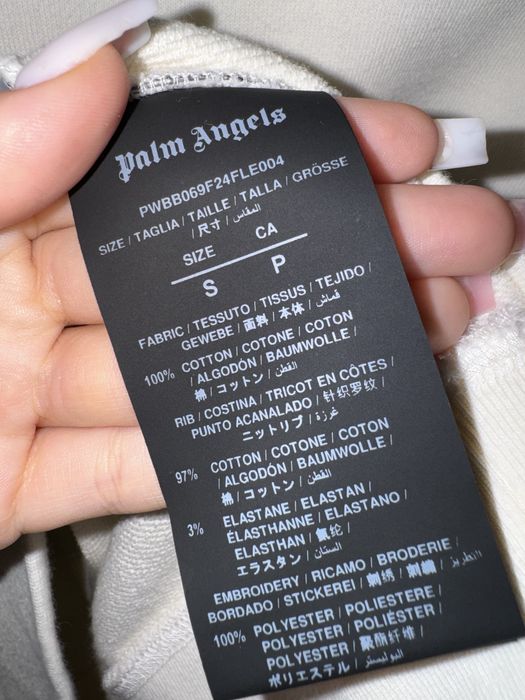 Palm Angels
PWBB069F24FLE004
SIZE / TAGLIA / TAILLE / TALLA / GRÖSSE
/ 尺寸 / المقاس
SIZE CA
S P
FABRIC / TESSUTO / TISSUS / TEJIDO /
GEWEBE / 面料 / 本体 / قماش
100% COTTON / COTONE / COTON
/ ALGODÓN / BAUMWOLLE /
棉 / コットン / القطن
RIB / COSTINA / TRICOT EN CÔTES /
PUNTO ACANALADO / 针织罗纹 /
ニットリブ / غرزة
97% COTTON / COTONE / COTON
/ ALGODÓN / BAUMWOLLE /
棉 / コットン / القطن
3% ELASTANE / ELASTAN /
ÉLASTHANNE / ELASTANO /
ELASTHAN / 氨纶 /
エラスタン / الاستان
EMBROIDERY / RICAMO / BRODERIE /
BORDADO / STICKEREI / 刺绣 / 刺繍 / التطريز
100% POLYESTER / POLIESTERE /
POLYESTER / POLIÉSTER /
POLYESTER / 聚酯纤维 /
ポリエステル / البوليستر